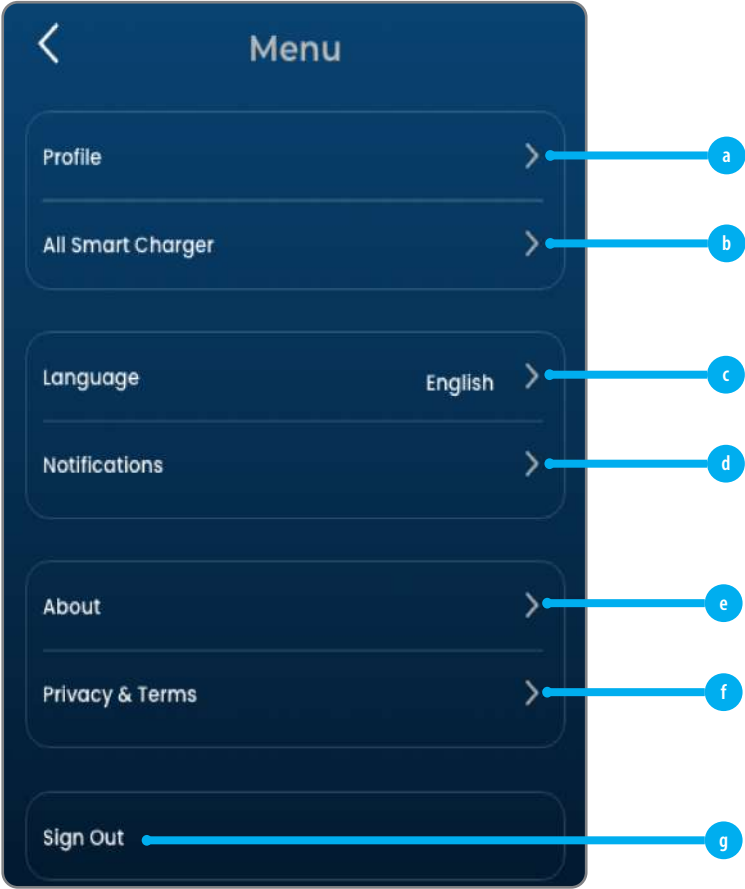 Menu
Profile
a
All Smart Charger
b
Language English
c
Notifications
d
About
e
Privacy & Terms
f
Sign Out
g